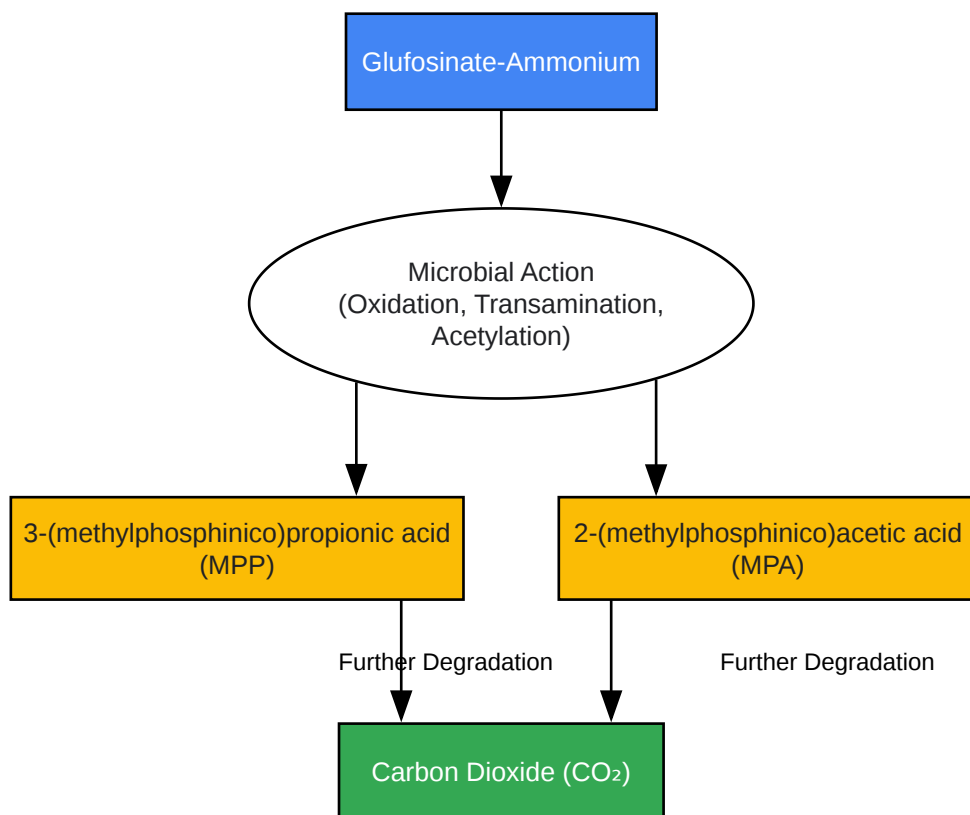 Glufosinate-Ammonium
Microbial Action
(Oxidation, Transamination,
Acetylation)
3-(methylphosphinico)propionic acid
(MPP)
2-(methylphosphinico)acetic acid
(MPA)
Further Degradation
Further Degradation
Carbon Dioxide (CO₂)